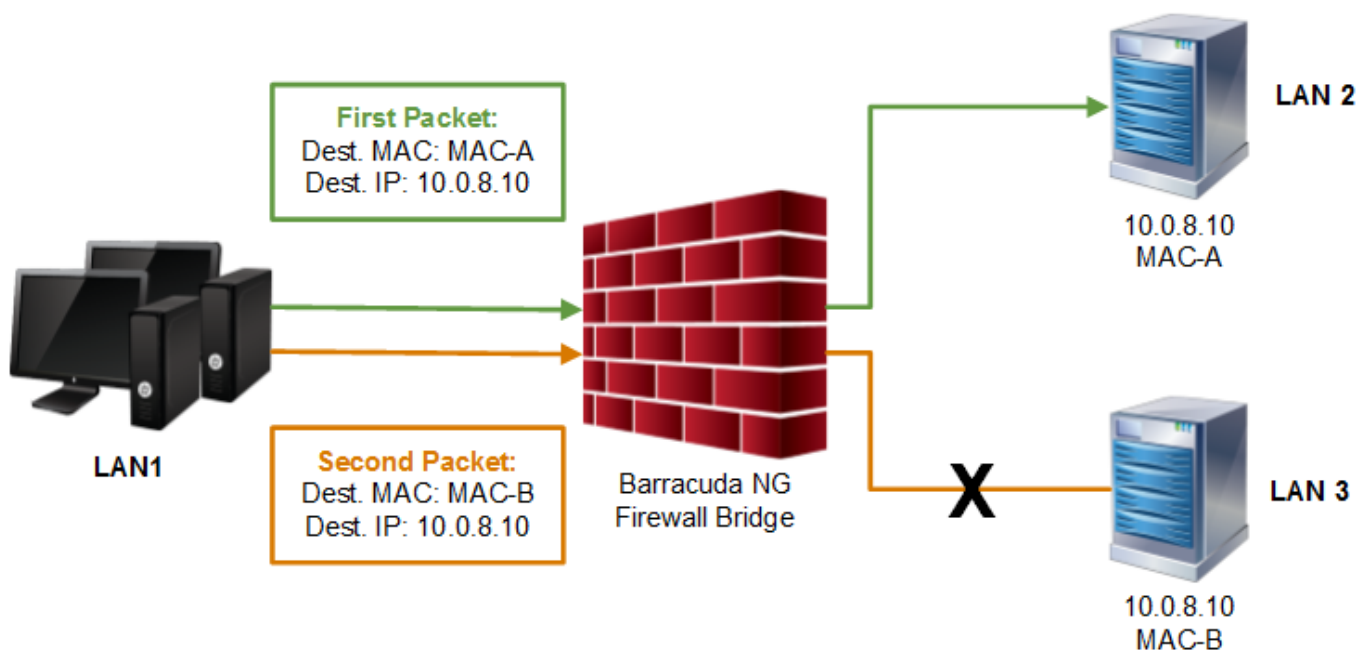 First Packet:
Dest. MAC: MAC-A
Dest. IP: 10.0.8.10
LAN 2
10.0.8.10
MAC-A
LAN1
Second Packet:
Dest. MAC: MAC-B
Dest. IP: 10.0.8.10
Barracuda NG
Firewall Bridge
X
LAN 3
10.0.8.10
MAC-B